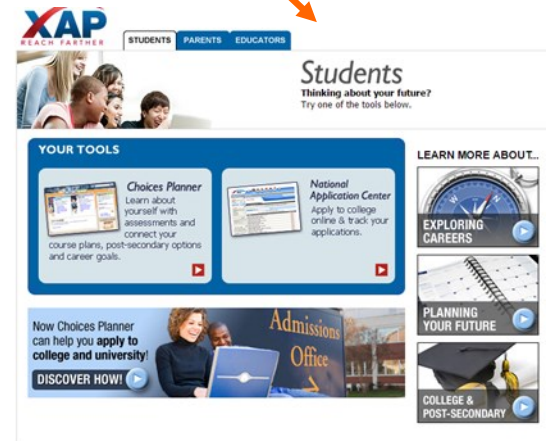 XAP
REACH FARTHER
STUDENTS
PARENTS
EDUCATORS
Students
Thinking about your future?
Try one of the tools below.
YOUR TOOLS
Choices Planner
Learn about
yourself with
assessments and
connect your
course plans, post-secondary options
and career goals.
National
Application Center
Apply to college
online & track your
applications.
LEARN MORE ABOUT...
EXPLORING
CAREERS
PLANNING
YOUR FUTURE
COLLEGE &
POST-SECONDARY
Now Choices Planner
can help you apply to
college and university!
DISCOVER HOW!
Admissions
Office